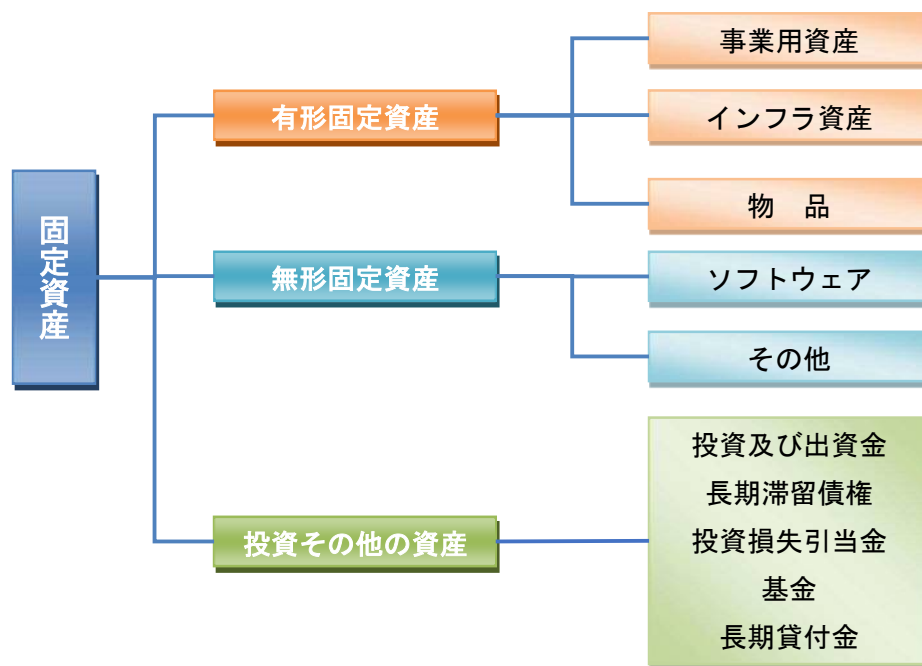 固定資産
有形固定資産
事業用資産
インフラ資産
物　品
無形固定資産
ソフトウェア
その他
投資その他の資産
投資及び出資金
長期滞留債権
投資損失引当金
基金
長期貸付金